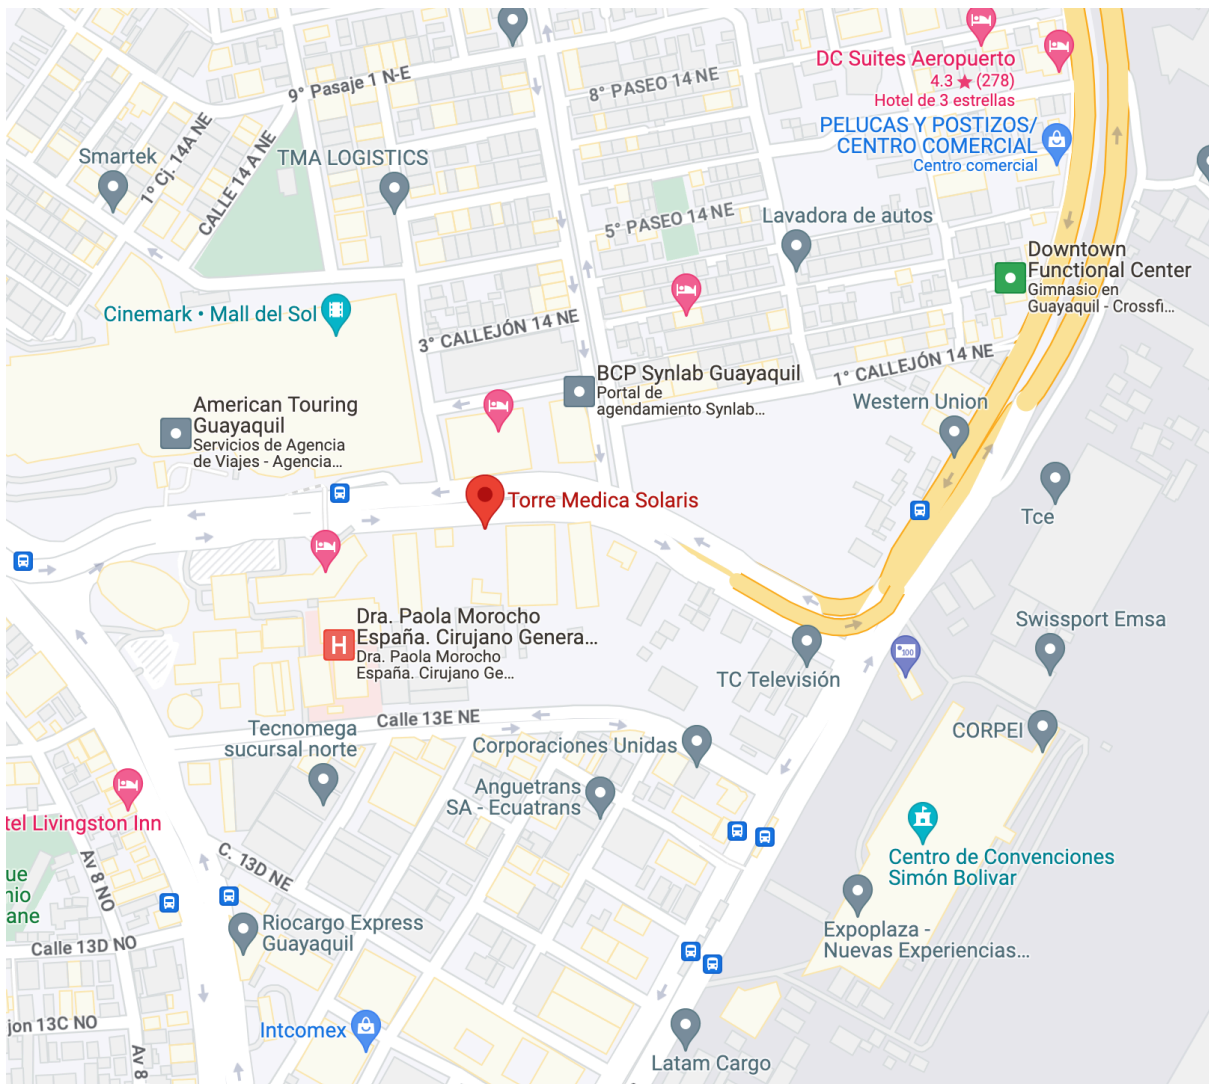 DC Suites Aeropuerto
4.3 ★ (278)
Hotel de 3 estrellas
9° Pasaje 1 N-E
8° PASEO 14 NE
PELUCAS Y POSTIZOS/
CENTRO COMERCIAL
Centro comercial
1° Cj. 14A NE
CALLE 14 A NE
Smartek
TMA LOGISTICS
5° PASEO 14 NE
Lavadora de autos
Downtown
Functional Center
Gimnasio en
Guayaquil - Crossfi...
Cinemark • Mall del Sol
3° CALLEJÓN 14 NE
1° CALLEJÓN 14 NE
BCP Synlab Guayaquil
Portal de
agendamiento Synlab...
American Touring
Guayaquil
Servicios de Agencia
de Viajes - Agencia...
Western Union
Torre Medica Solaris
Tce
Dra. Paola Morocho
España. Cirujano Genera...
Dra. Paola Morocho
España. Cirujano Ge...
H
100
Swissport Emsa
TC Televisión
Calle 13E NE
Tecnomega
sucursal norte
Corporaciones Unidas
CORPEI
Anguetrans
SA - Ecuatrans
tel Livingston Inn
Av 8 NO
C. 13D NE
Centro de Convenciones
Simón Bolivar
ue
nio
ane
Riocargo Express
Guayaquil
Expoplaza -
Nuevas Experiencias...
Calle 13D NO
jon 13C NO
Intcomex
Av 8
Latam Cargo